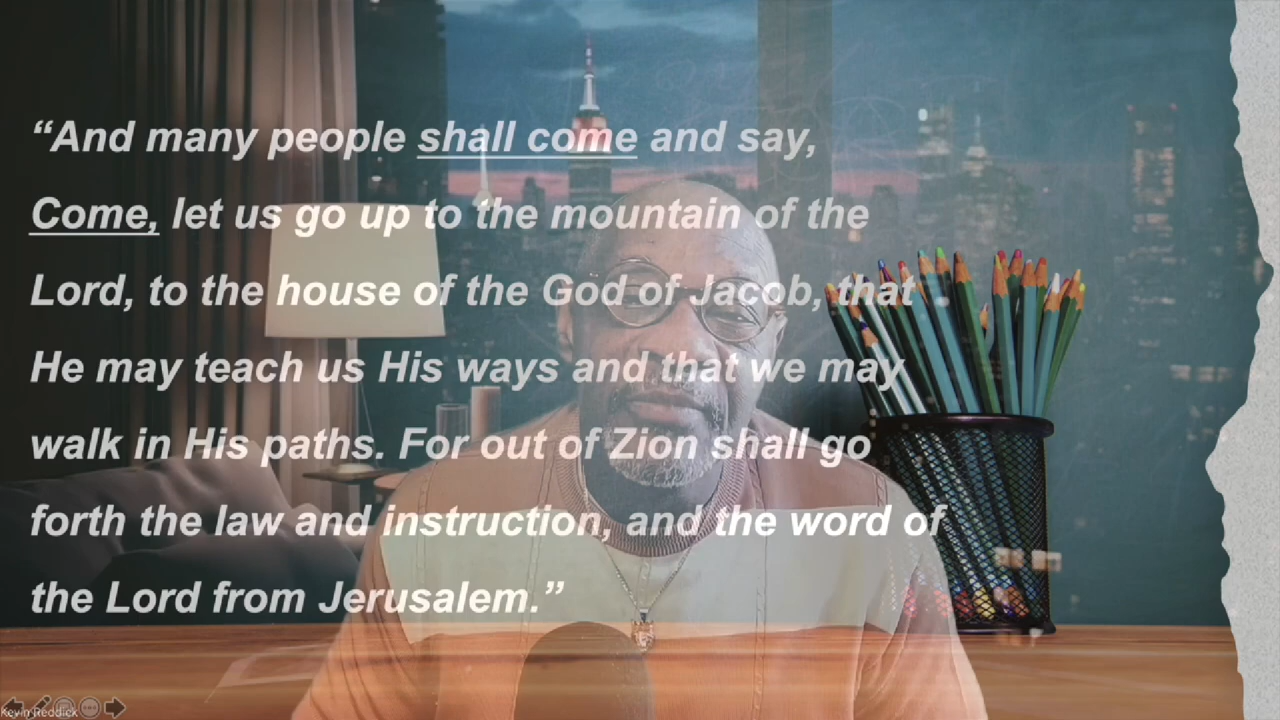 “And many people shall come and say,
Come, let us go up to the mountain of the
Lord, to the house of the God of Jacob, that
He may teach us His ways and that we may
walk in His paths. For out of Zion shall go
forth the law and instruction, and the word of
the Lord from Jerusalem.”
Kevin Reddick